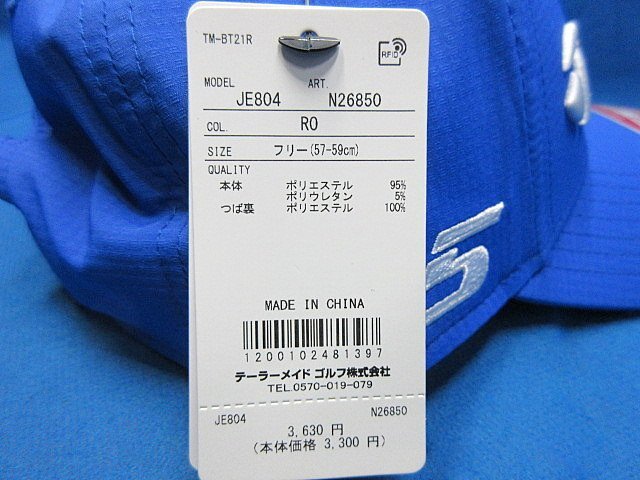 TM-BT21R
RFID
MODEL ART.
JE804 N26850
COL. RO
SIZE フリー(57-59cm)
QUALITY
本体 ポリエステル 95%
ポリウレタン 5%
つば裏 ポリエステル 100%
MADE IN CHINA
1200102481397
テーラーメイド ゴルフ株式会社
TEL.0570-019-079
JE804 N26850
3,630 円
(本体価格 3,300 円)
5